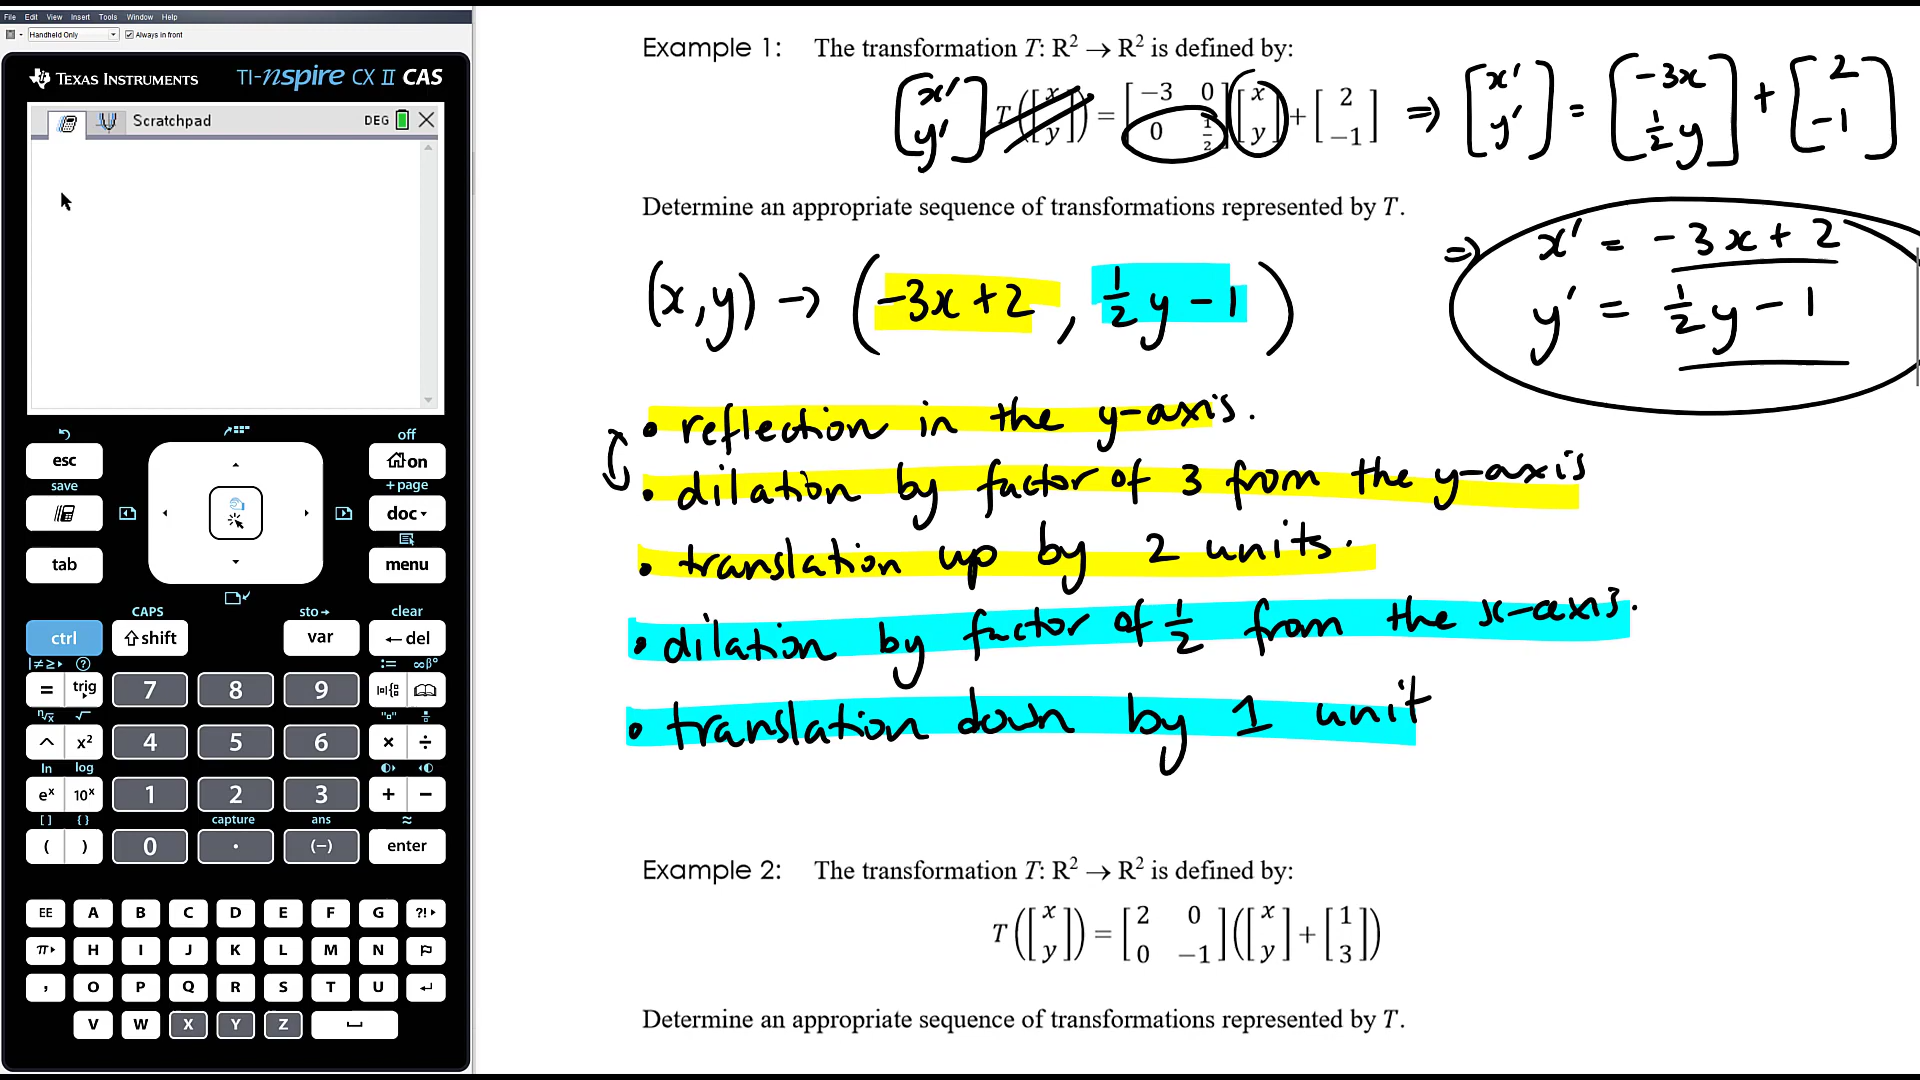 File Edit View Insert Tools Window Help
Handheld Only Always in front
TEXAS INSTRUMENTS TI-nspire CX II CAS
Scratchpad DEG
off
esc on
save + page
doc
tab menu
CAPS sto→ clear
ctrl shift var ← del
|≠≥▸ ? := ∞β°
= trig 7 8 9
ⁿ√x √ "▫"
^ x² 4 5 6 × ÷
ln log
eˣ 10ˣ 1 2 3 + −
[ ] { } capture ans ≈
( ) 0 . (−) enter
EE A B C D E F G ?!▸
π▸ H I J K L M N
, O P Q R S T U
V W X Y Z
Example 1: The transformation T: R² → R² is defined by:
[x' y'] T([x y]) = [−3 0 0 1/2][x y] + [2 −1] ⇒ [x' y'] = [-3x 1/2y] + [2 -1]
Determine an appropriate sequence of transformations represented by T.
⇒ x' = -3x + 2
y' = 1/2y - 1
(x,y) → (-3x+2, 1/2y-1)
• reflection in the y-axis.
• dilation by factor of 3 from the y-axis
• translation up by 2 units.
• dilation by factor of 1/2 from the x-axis.
• translation down by 1 unit
Example 2: The transformation T: R² → R² is defined by:
T([x y]) = [2 0 0 −1]([x y] + [1 3])
Determine an appropriate sequence of transformations represented by T.